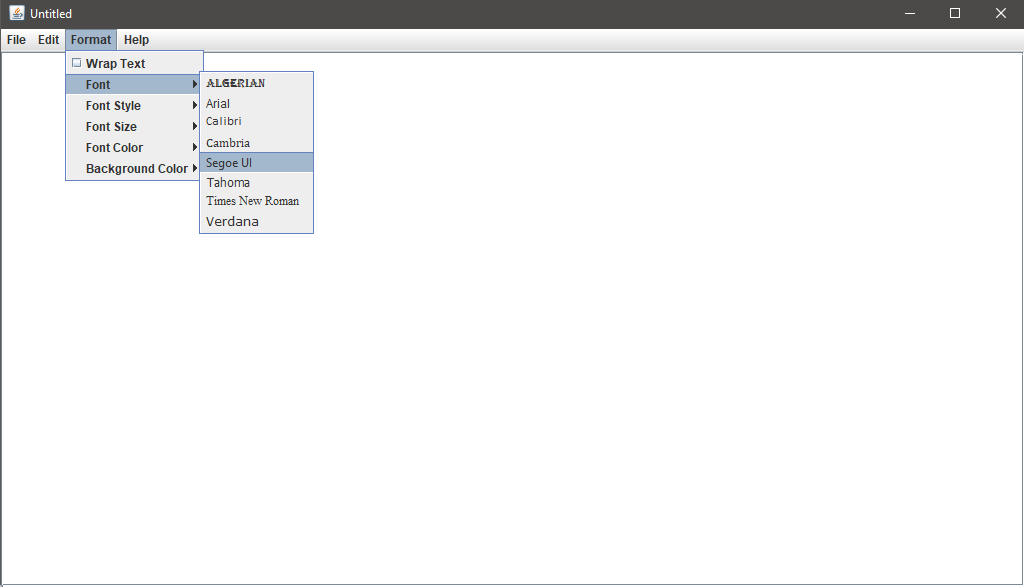 Untitled
File Edit Format Help
Wrap Text
Font
Font Style
Font Size
Font Color
Background Color
ALGERIAN
Arial
Calibri
Cambria
Segoe UI
Tahoma
Times New Roman
Verdana